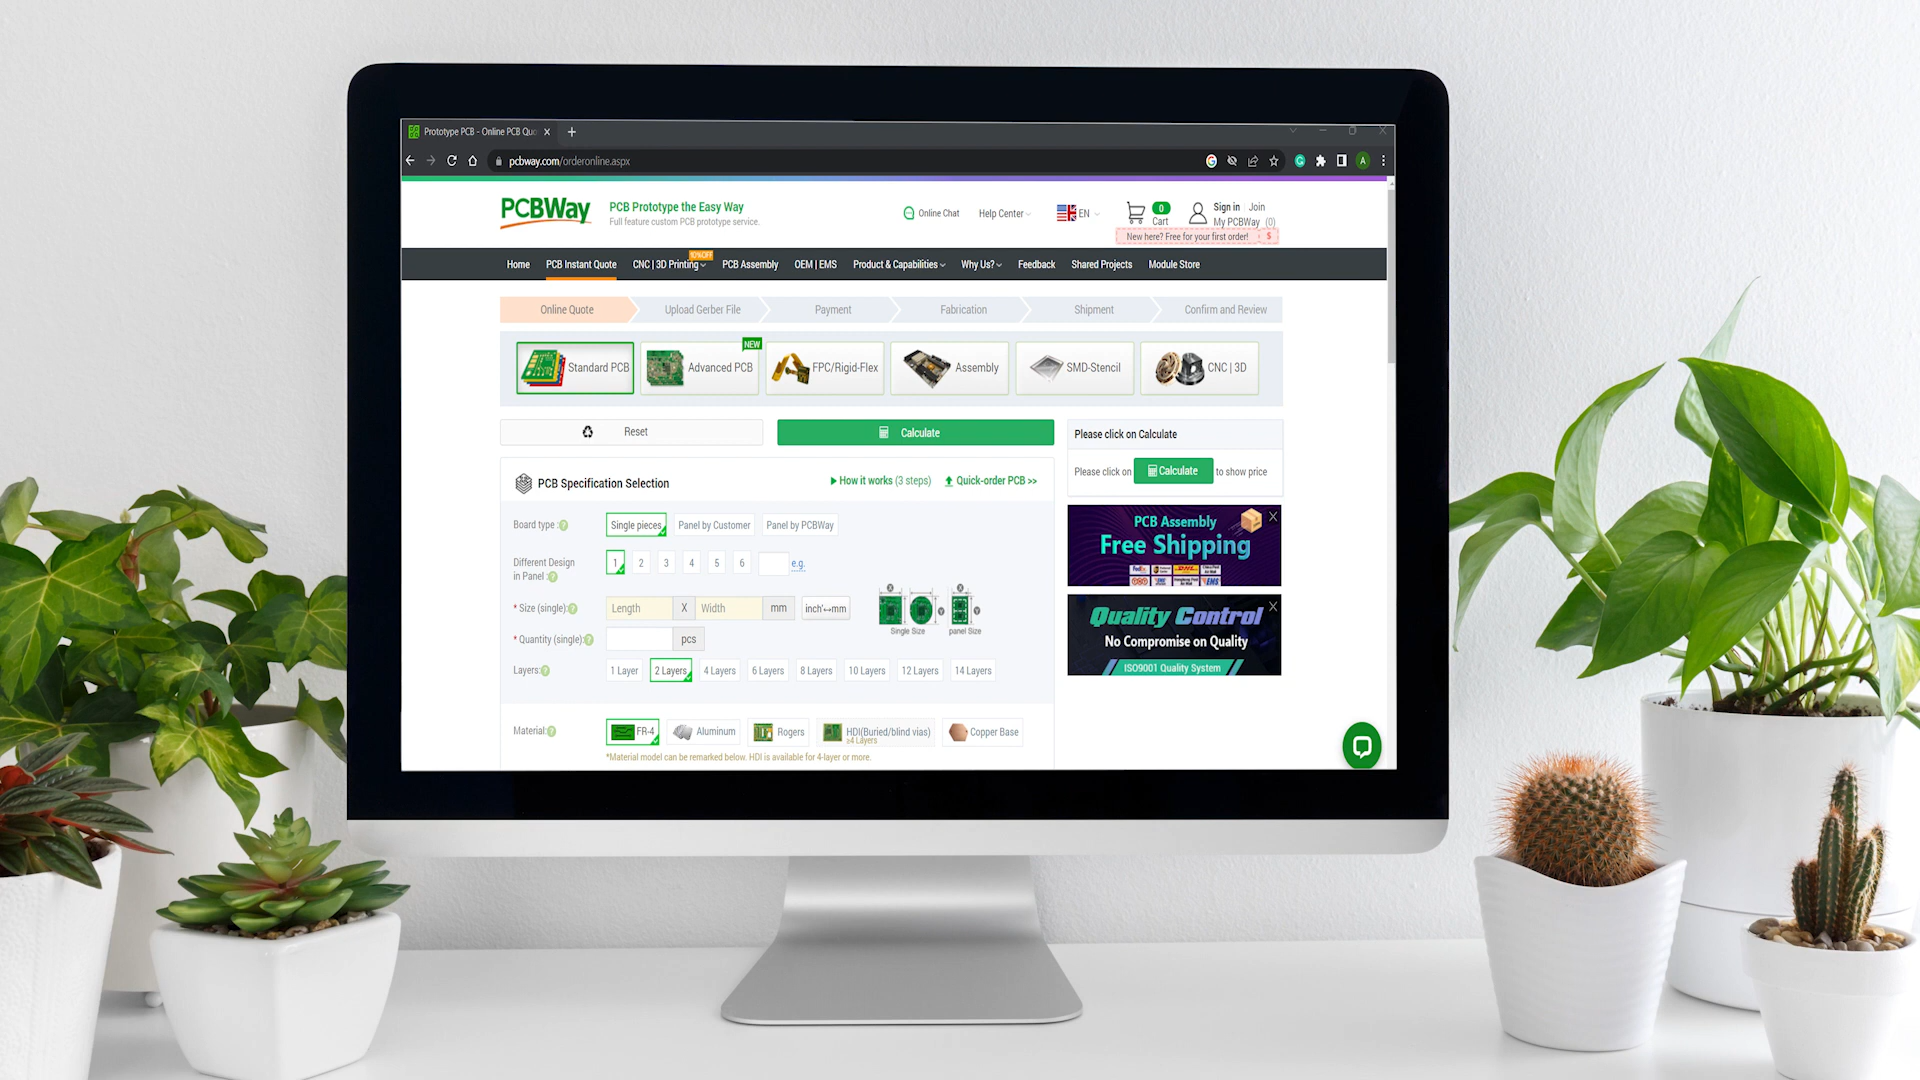 Prototype PCB - Online PCB Quo
pcbway.com/orderonline.aspx
A
PCBWay
PCB Prototype the Easy Way
Full feature custom PCB prototype service.
Online Chat
Help Center
EN
0
Cart
Sign in
Join
My PCBWay (0)
New here? Free for your first order! $
Home
PCB Instant Quote
CNC | 3D Printing
10%OFF
PCB Assembly
OEM | EMS
Product & Capabilities
Why Us?
Feedback
Shared Projects
Module Store
Online Quote
Upload Gerber File
Payment
Fabrication
Shipment
Confirm and Review
Standard PCB
NEW
Advanced PCB
FPC/Rigid-Flex
Assembly
SMD-Stencil
CNC | 3D
Reset
Calculate
Please click on Calculate
Please click on Calculate to show price
PCB Specification Selection
How it works (3 steps)
Quick-order PCB >>
Board type :?
Single pieces
Panel by Customer
Panel by PCBWay
Different Design
in Panel :?
1 2 3 4 5 6 e.g.
* Size (single):?
Length X Width mm
inch'↔mm
Single Size
panel Size
* Quantity (single):?
pcs
Layers:?
1 Layer
2 Layers
4 Layers
6 Layers
8 Layers
10 Layers
12 Layers
14 Layers
Material:?
FR-4
Aluminum
Rogers
HDI(Buried/blind vias)
≥4 Layers
Copper Base
*Material model can be remarked below. HDI is available for 4-layer or more.
PCB Assembly
Free Shipping
FedEx
DHL
EMS
Quality Control
No Compromise on Quality
ISO9001 Quality System